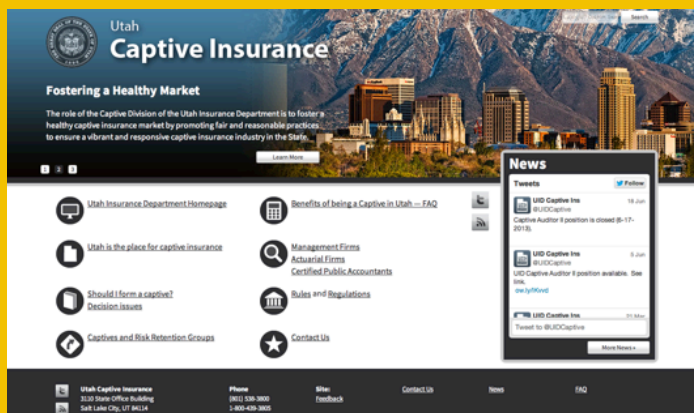 Utah
Captive Insurance
Search
Fostering a Healthy Market
The role of the Captive Division of the Utah Insurance Department is to foster a
healthy captive insurance market by promoting fair and reasonable practices
to ensure a vibrant and responsive captive insurance industry in the State.
Learn More
1 2 3
Utah Insurance Department Homepage
Utah is the place for captive insurance
Should I form a captive?
Decision issues
Captives and Risk Retention Groups
Benefits of being a Captive in Utah — FAQ
Management Firms
Actuarial Firms
Certified Public Accountants
Rules and Regulations
Contact Us
News
Tweets
Follow
UID Captive Ins
@UIDCaptive
Captive Auditor II position is closed (6-17-
2013).
UID Captive Ins
5 Jun
@UIDCaptive
UID Captive Auditor II position available. See
link.
UID Captive Ins
Tweet to @UIDCaptive
More News »
Utah Captive Insurance
3110 State Office Building
Salt Lake City, UT 84114
Phone
(801) 538-3800
1-800-439-3805
Site:
Feedback
Contact Us
News
FAQ